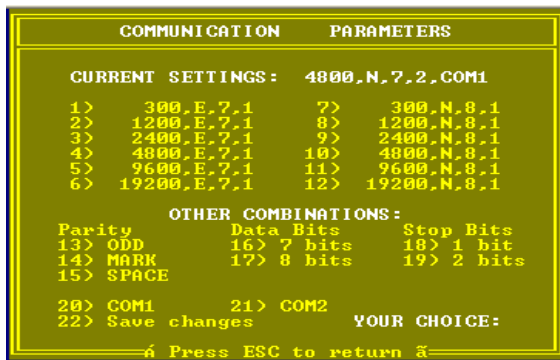 COMMUNICATION PARAMETERS
CURRENT SETTINGS: 4800,N,7,2,COM1
1> 300,E,7,1 7> 300,N,8,1
2> 1200,E,7,1 8> 1200,N,8,1
3> 2400,E,7,1 9> 2400,N,8,1
4> 4800,E,7,1 10> 4800,N,8,1
5> 9600,E,7,1 11> 9600,N,8,1
6> 19200,E,7,1 12> 19200,N,8,1
OTHER COMBINATIONS:
Parity Data Bits Stop Bits
13> ODD 16> 7 bits 18> 1 bit
14> MARK 17> 8 bits 19> 2 bits
15> SPACE
20> COM1 21> COM2
22> Save changes YOUR CHOICE:
á Press ESC to return ã